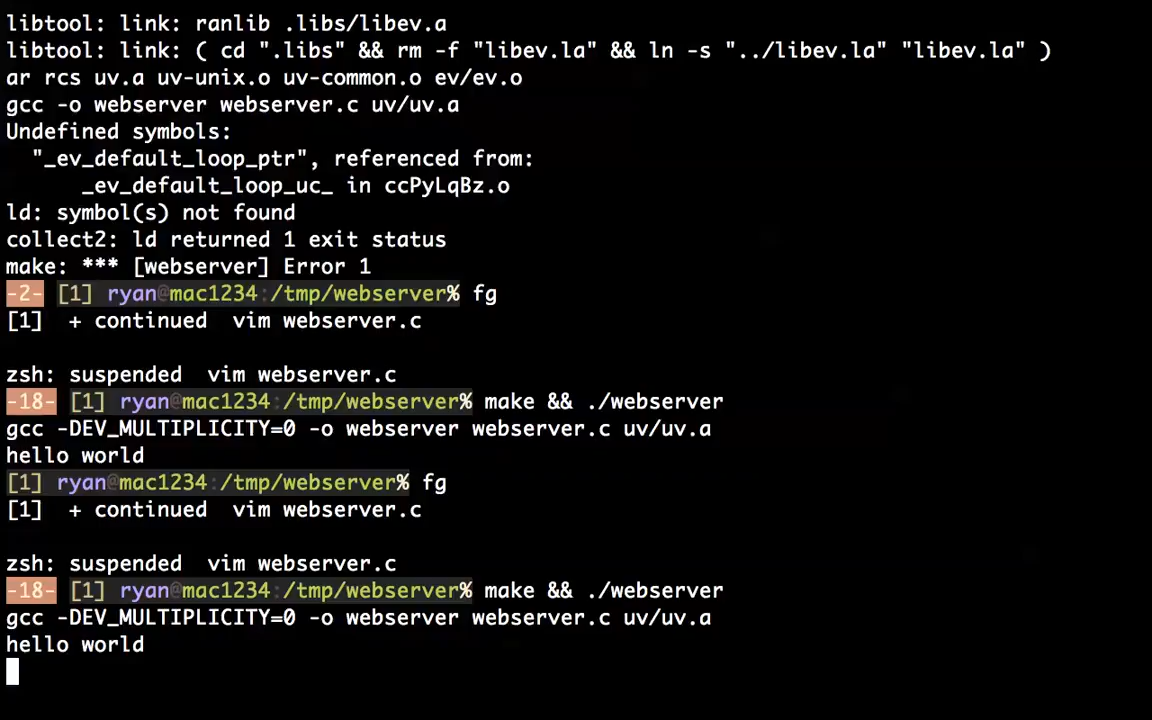 libtool: link: ranlib .libs/libev.a
libtool: link: ( cd ".libs" && rm -f "libev.la" && ln -s "../libev.la" "libev.la" )
ar rcs uv.a uv-unix.o uv-common.o ev/ev.o
gcc -o webserver webserver.c uv/uv.a
Undefined symbols:
  "_ev_default_loop_ptr", referenced from:
      _ev_default_loop_uc_ in ccPyLqBz.o
ld: symbol(s) not found
collect2: ld returned 1 exit status
make: *** [webserver] Error 1
-2- [1] ryan@mac1234:/tmp/webserver% fg
[1]  + continued  vim webserver.c

zsh: suspended  vim webserver.c
-18- [1] ryan@mac1234:/tmp/webserver% make && ./webserver
gcc -DEV_MULTIPLICITY=0 -o webserver webserver.c uv/uv.a
hello world
[1] ryan@mac1234:/tmp/webserver% fg
[1]  + continued  vim webserver.c

zsh: suspended  vim webserver.c
-18- [1] ryan@mac1234:/tmp/webserver% make && ./webserver
gcc -DEV_MULTIPLICITY=0 -o webserver webserver.c uv/uv.a
hello world